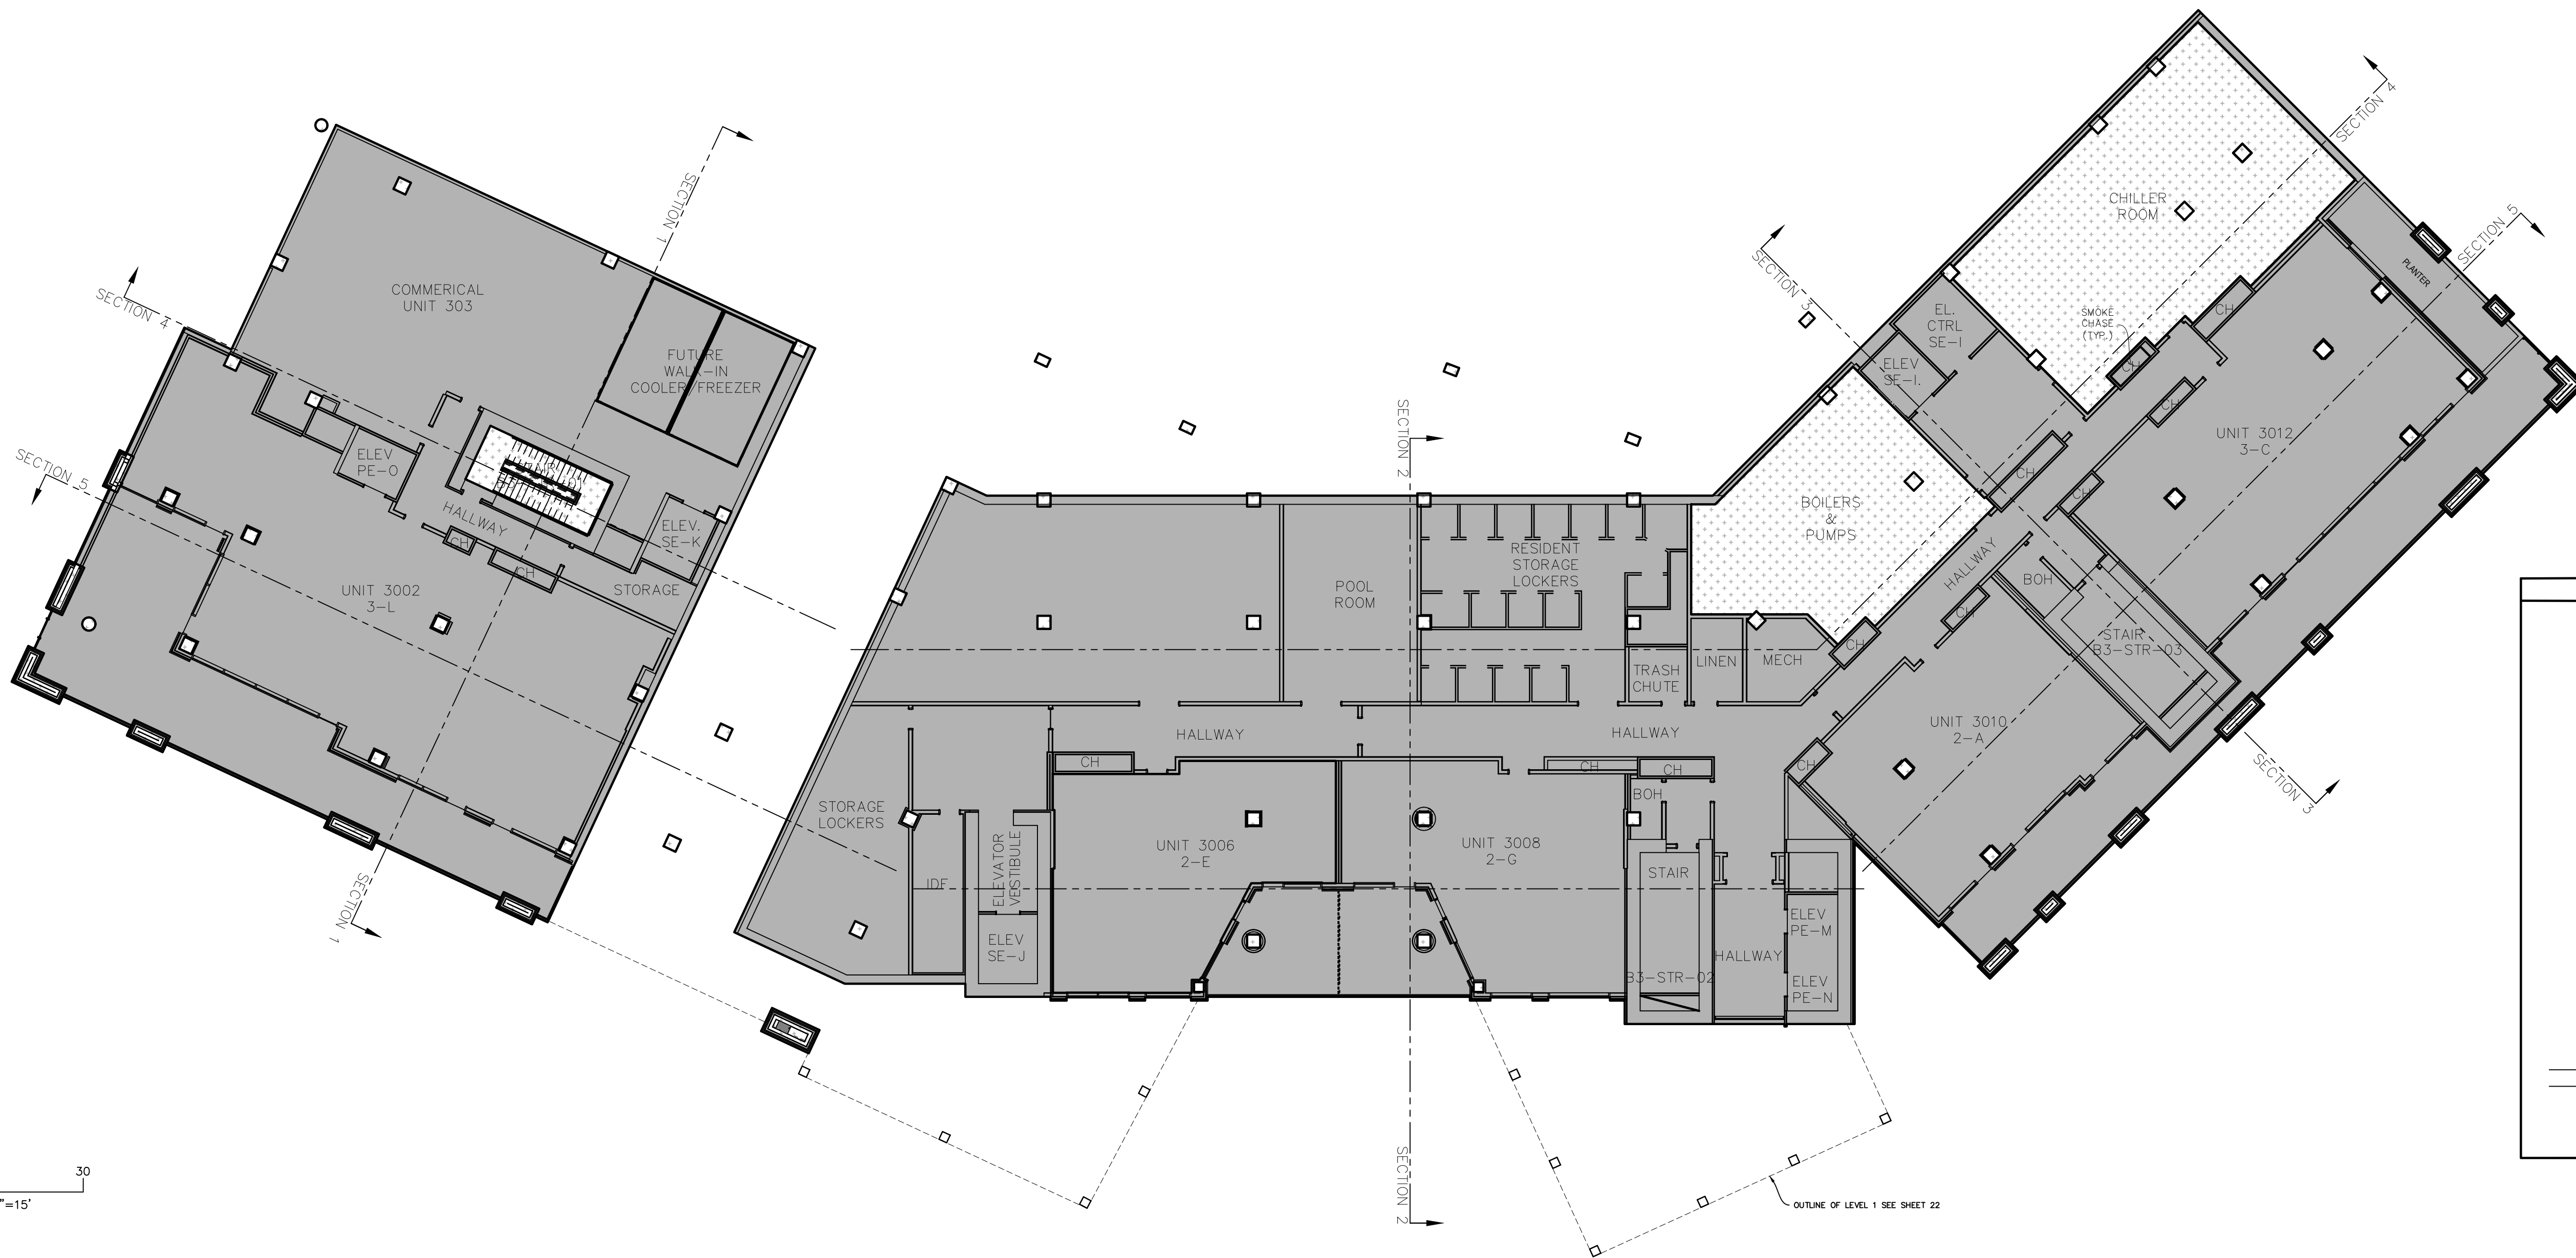 SECTION 1
SECTION 4
SECTION 5
COMMERICAL
UNIT 303
FUTURE
WALK-IN
COOLER/FREEZER
ELEV
PE-O
HALLWAY
CH
CH
ELEV.
SE-K
STORAGE
UNIT 3002
3-L
SECTION 1
SECTION 2
POOL
ROOM
RESIDENT
STORAGE
LOCKERS
TRASH
CHUTE
LINEN
MECH
HALLWAY
HALLWAY
CH
CH
CH
BOH
STORAGE
LOCKERS
IDF
ELEVATOR
VESTIBULE
ELEV
SE-J
UNIT 3006
2-E
UNIT 3008
2-G
STAIR
B3-STR-02
HALLWAY
ELEV
PE-M
ELEV
PE-N
SECTION 2
SECTION 3
SECTION 4
SECTION 5
CHILLER
ROOM
PLANTER
SMOKE
CHASE
(TYP.)
CH
CH
CH
CH
CH
EL.
CTRL
SE-I
ELEV
SE-I.
BOILERS
&
PUMPS
UNIT 3012
3-C
HALLWAY
BOH
CH
CH
STAIR
B3-STR-03
UNIT 3010
2-A
CH
SECTION 3
OUTLINE OF LEVEL 1 SEE SHEET 22
30
"=15'